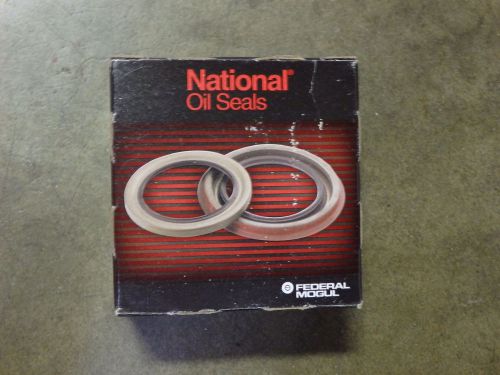 National®
Oil Seals
FEDERAL
MOGUL